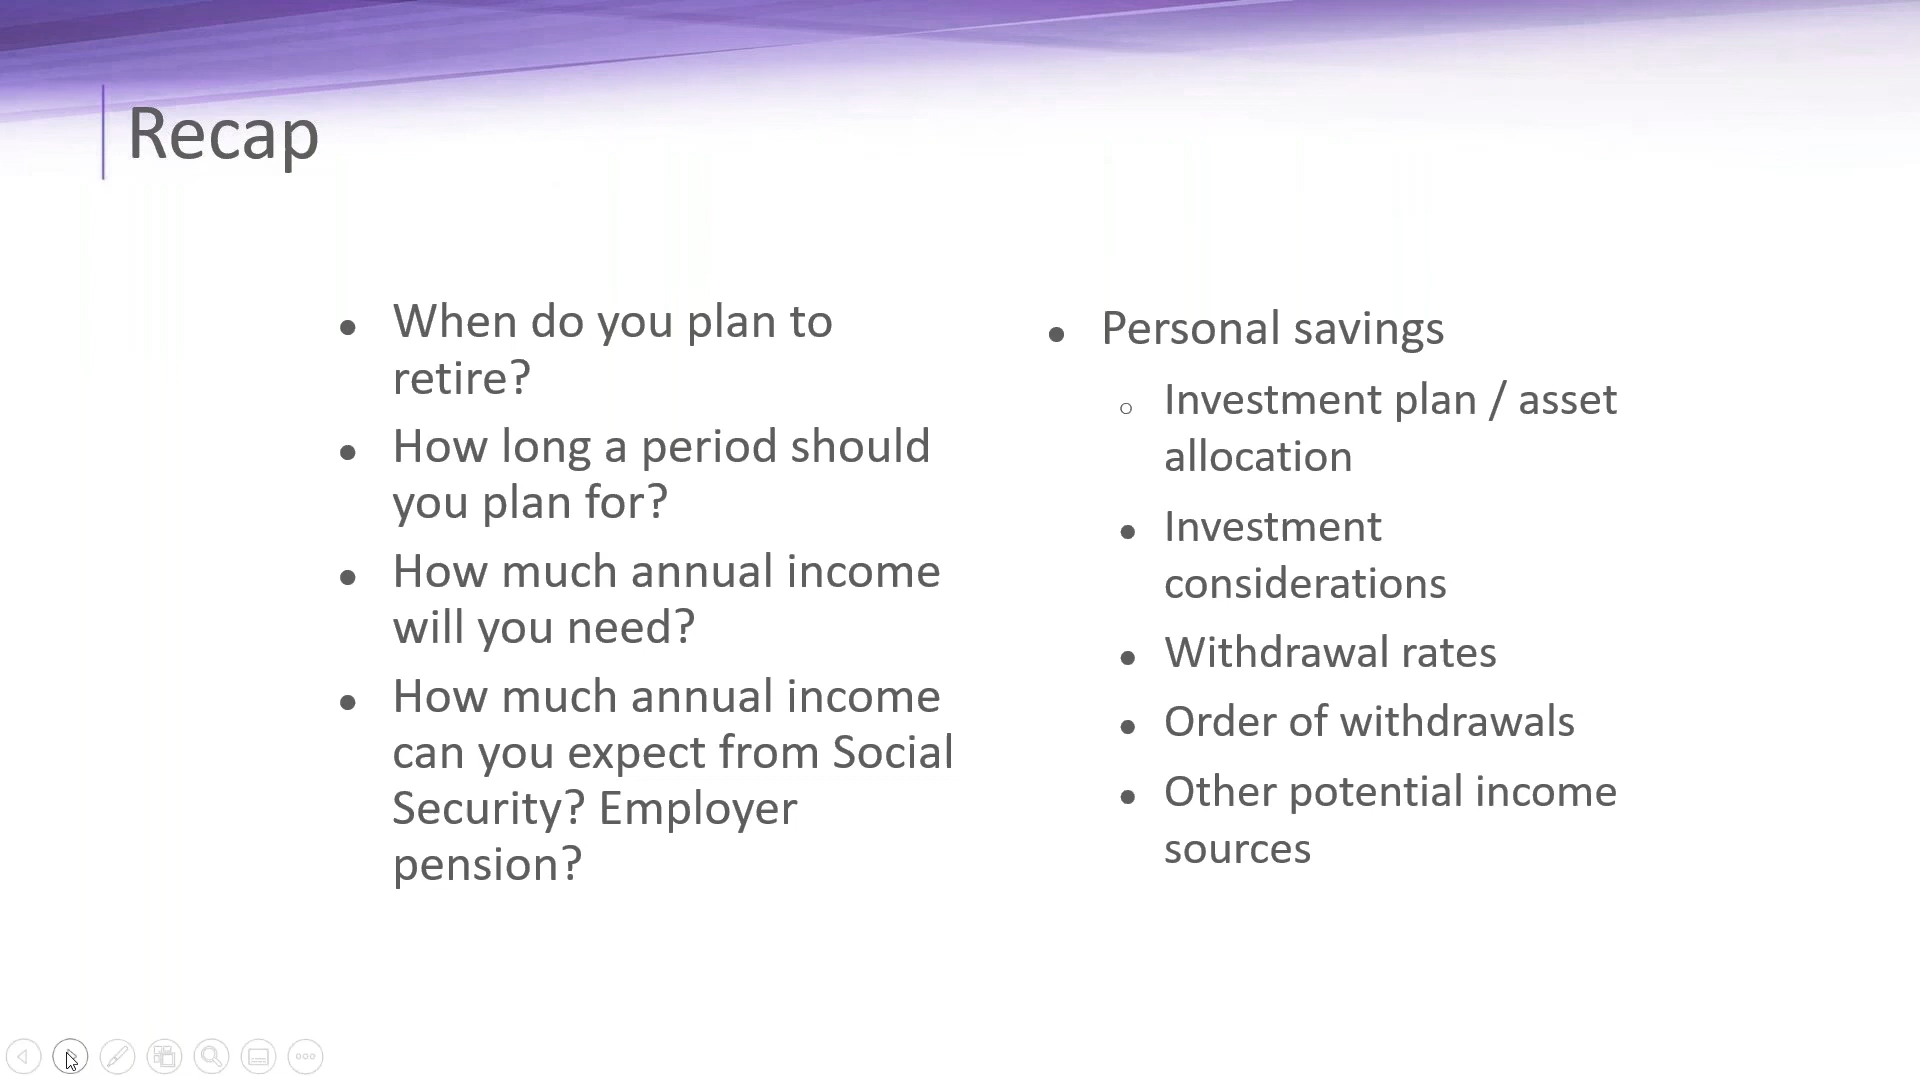 Recap
When do you plan to
retire?
How long a period should
you plan for?
How much annual income
will you need?
How much annual income
can you expect from Social
Security? Employer
pension?
Personal savings
Investment plan / asset
allocation
Investment
considerations
Withdrawal rates
Order of withdrawals
Other potential income
sources